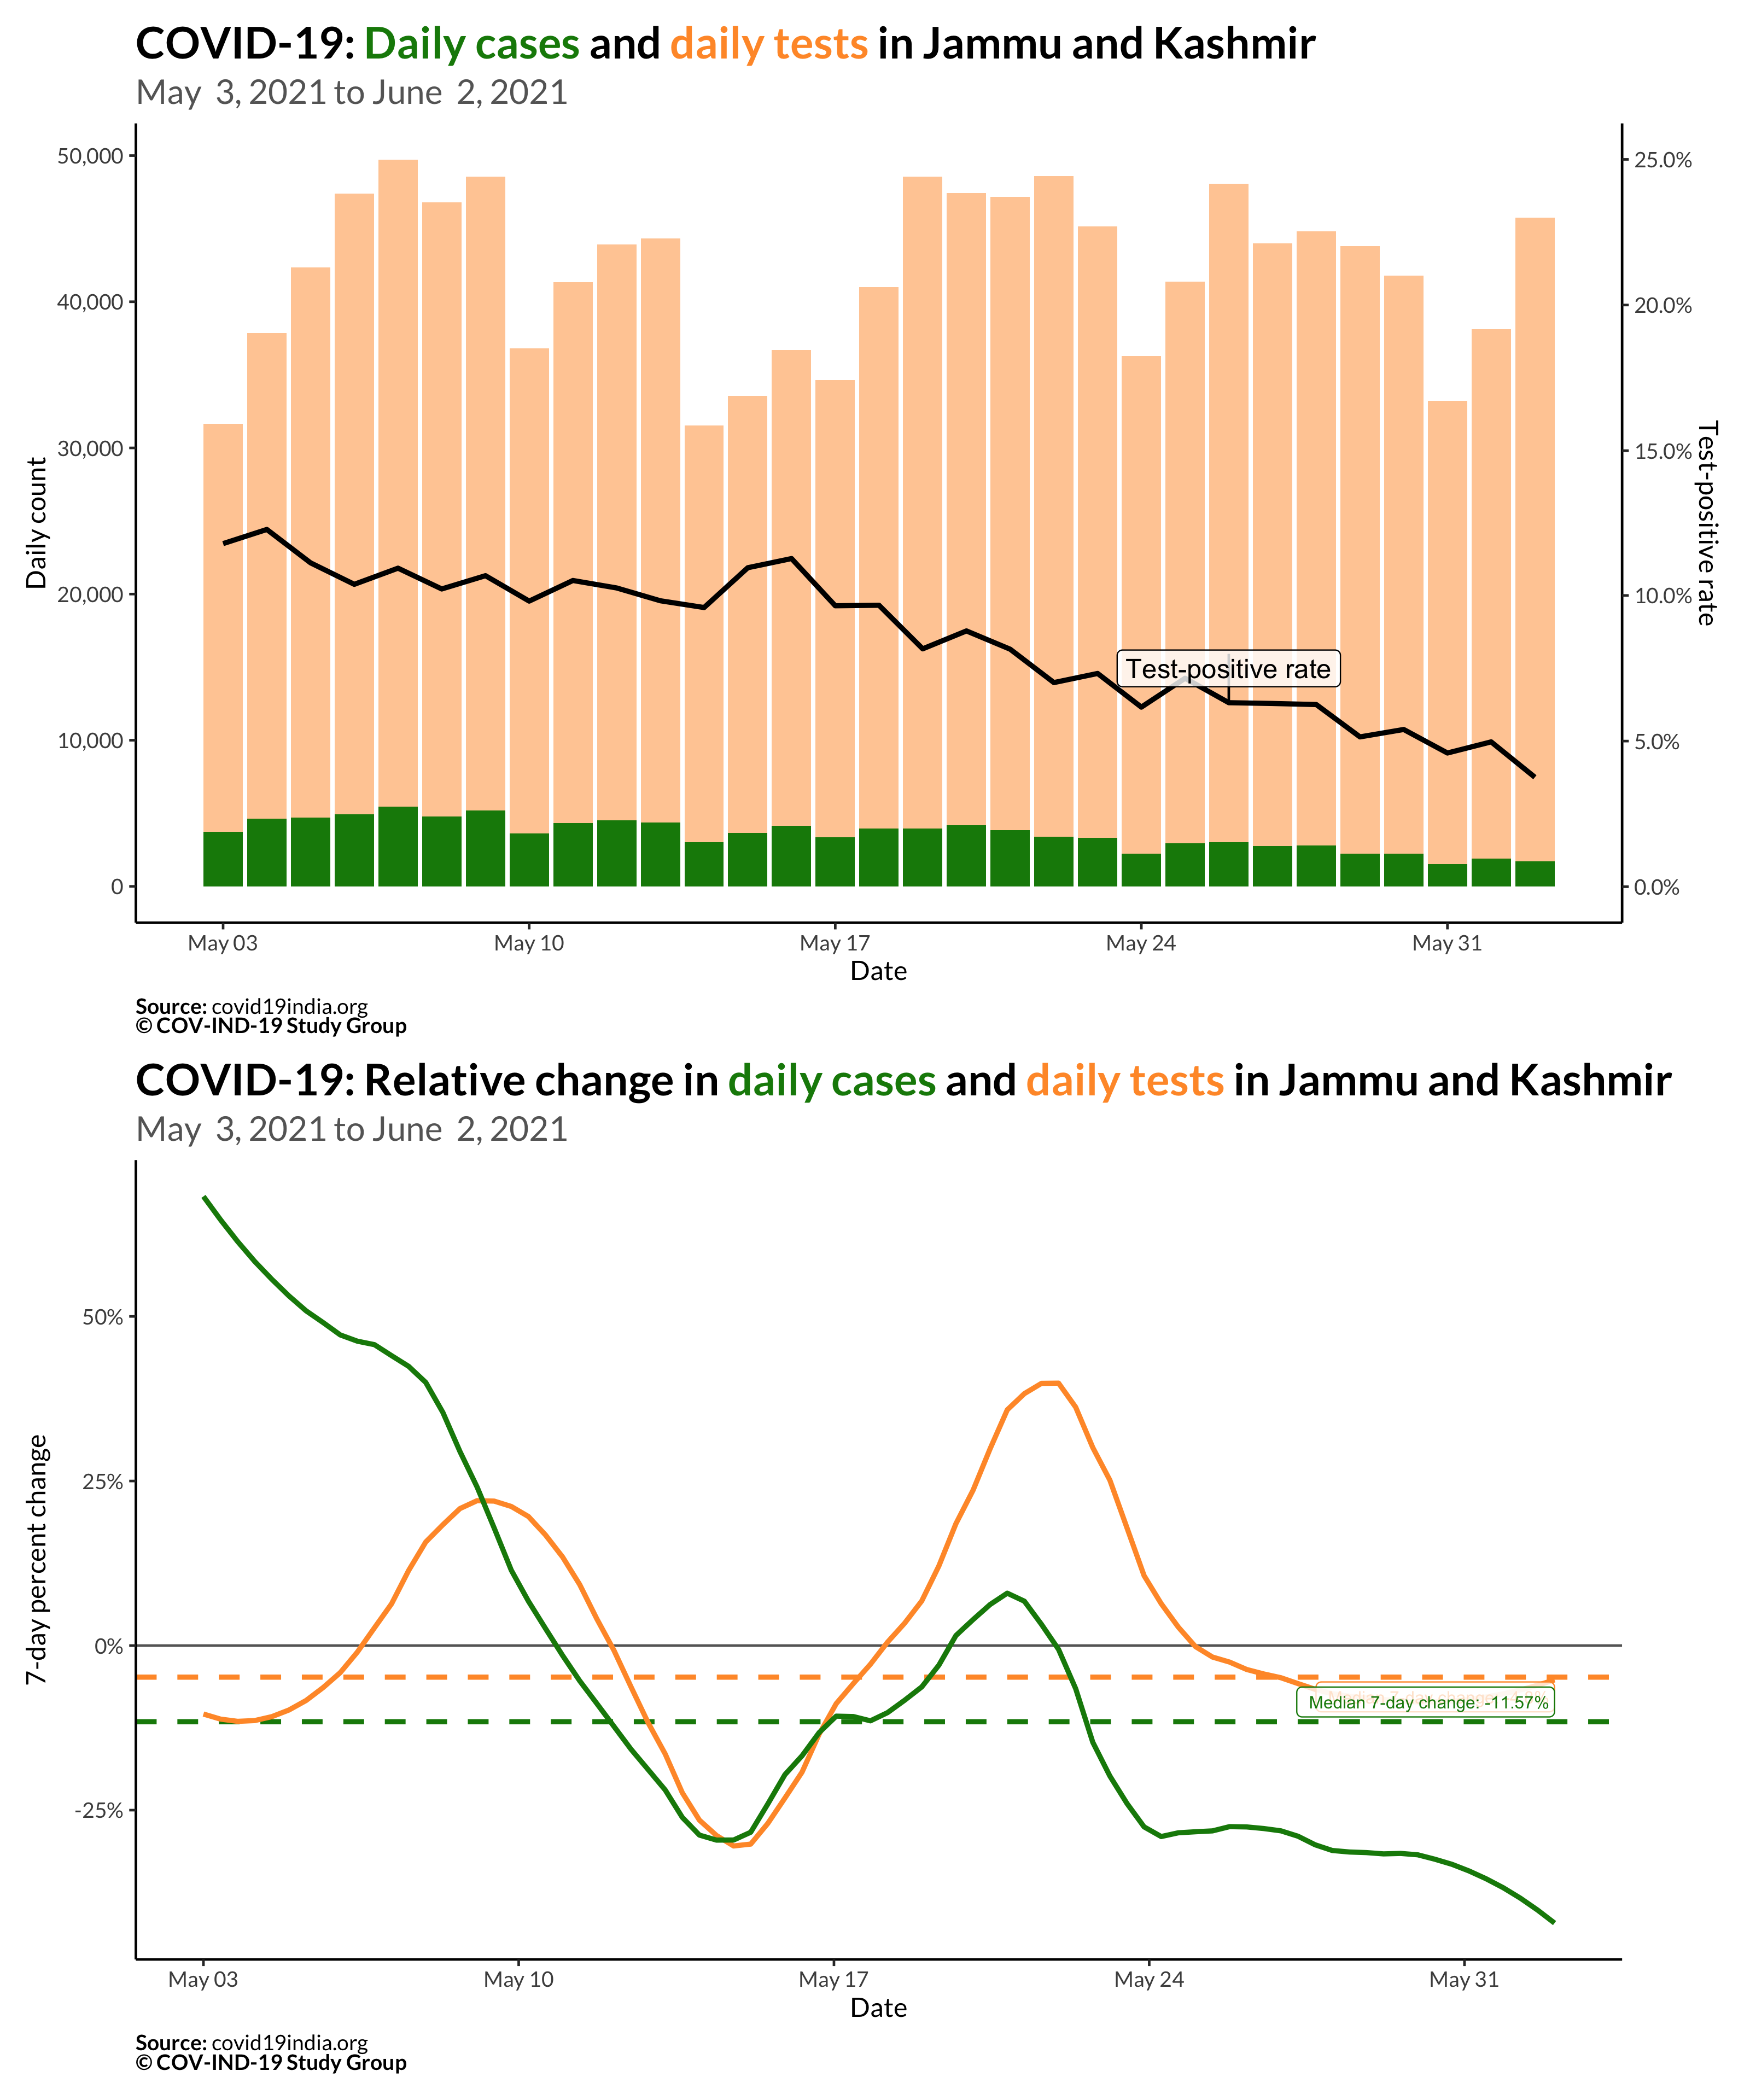 COVID-19: Daily cases and daily tests in Jammu and Kashmir
May 3, 2021 to June 2, 2021
50,000
40,000
30,000
20,000
10,000
0
Daily count
25.0%
20.0%
15.0%
10.0%
5.0%
0.0%
Test-positive rate
Test-positive rate
May 03 May 10 May 17 May 24 May 31
Date
Source: covid19india.org
© COV-IND-19 Study Group
COVID-19: Relative change in daily cases and daily tests in Jammu and Kashmir
May 3, 2021 to June 2, 2021
50%
25%
0%
-25%
7-day percent change
Median 7-day change: -11.57%
May 03 May 10 May 17 May 24 May 31
Date
Source: covid19india.org
© COV-IND-19 Study Group